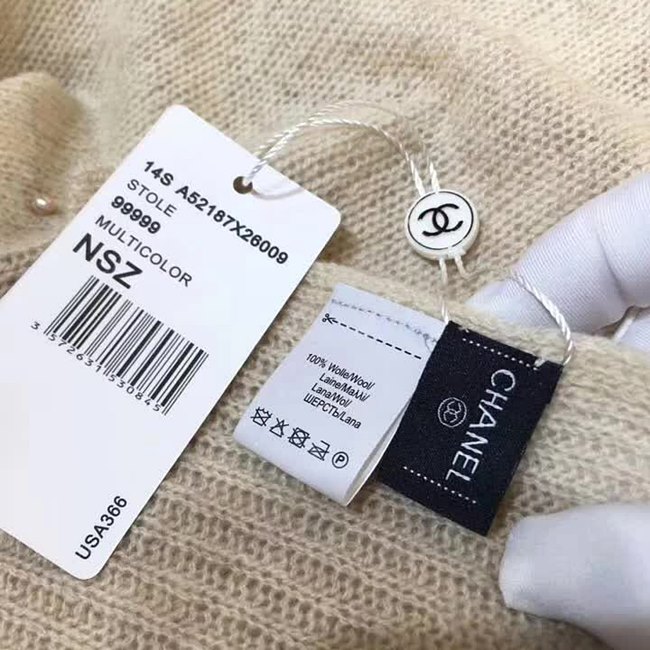 14S A52187X26009
STOLE
99999
MULTICOLOR
NSZ
3 572631 530845
USA366
100% Wolle/Wool/
Laine/Μαλλί/
Lana/Wol/
ШЕРСТЬ/Lana
P
CHANEL